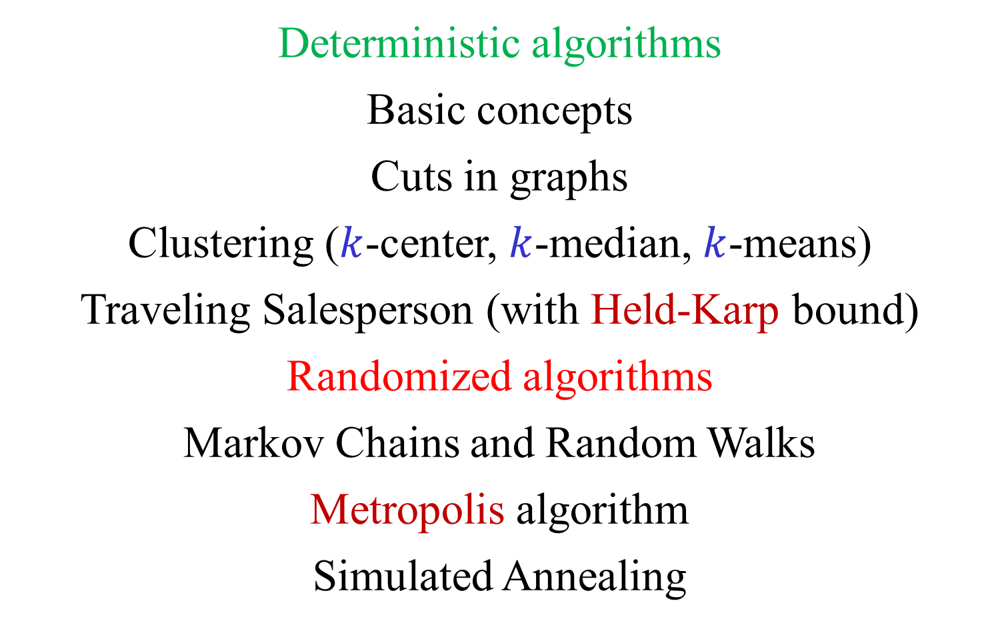 Deterministic algorithms
Basic concepts
Cuts in graphs
Clustering (k-center, k-median, k-means)
Traveling Salesperson (with Held-Karp bound)
Randomized algorithms
Markov Chains and Random Walks
Metropolis algorithm
Simulated Annealing